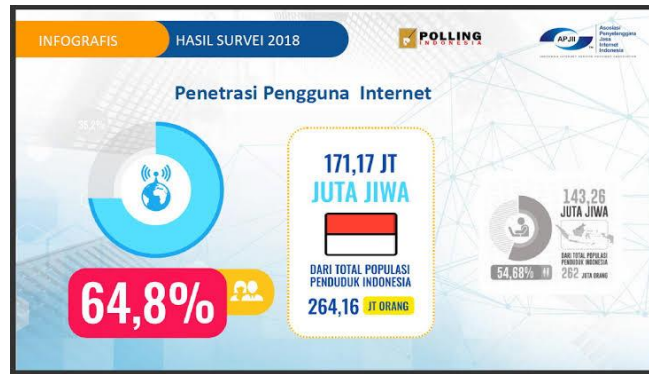 INFOGRAFIS
HASIL SURVEI 2018
POLLING
INDONESIA
APJII
Asosiasi
Penyelenggara
Jasa
Internet
Indonesia
Penetrasi Pengguna Internet
64,8%
171,17 JT
JUTA JIWA
DARI TOTAL POPULASI
PENDUDUK INDONESIA
264,16 JT ORANG
143,26
JUTA JIWA
DARI TOTAL POPULASI
PENDUDUK INDONESIA
54,68%
262 JUTA ORANG